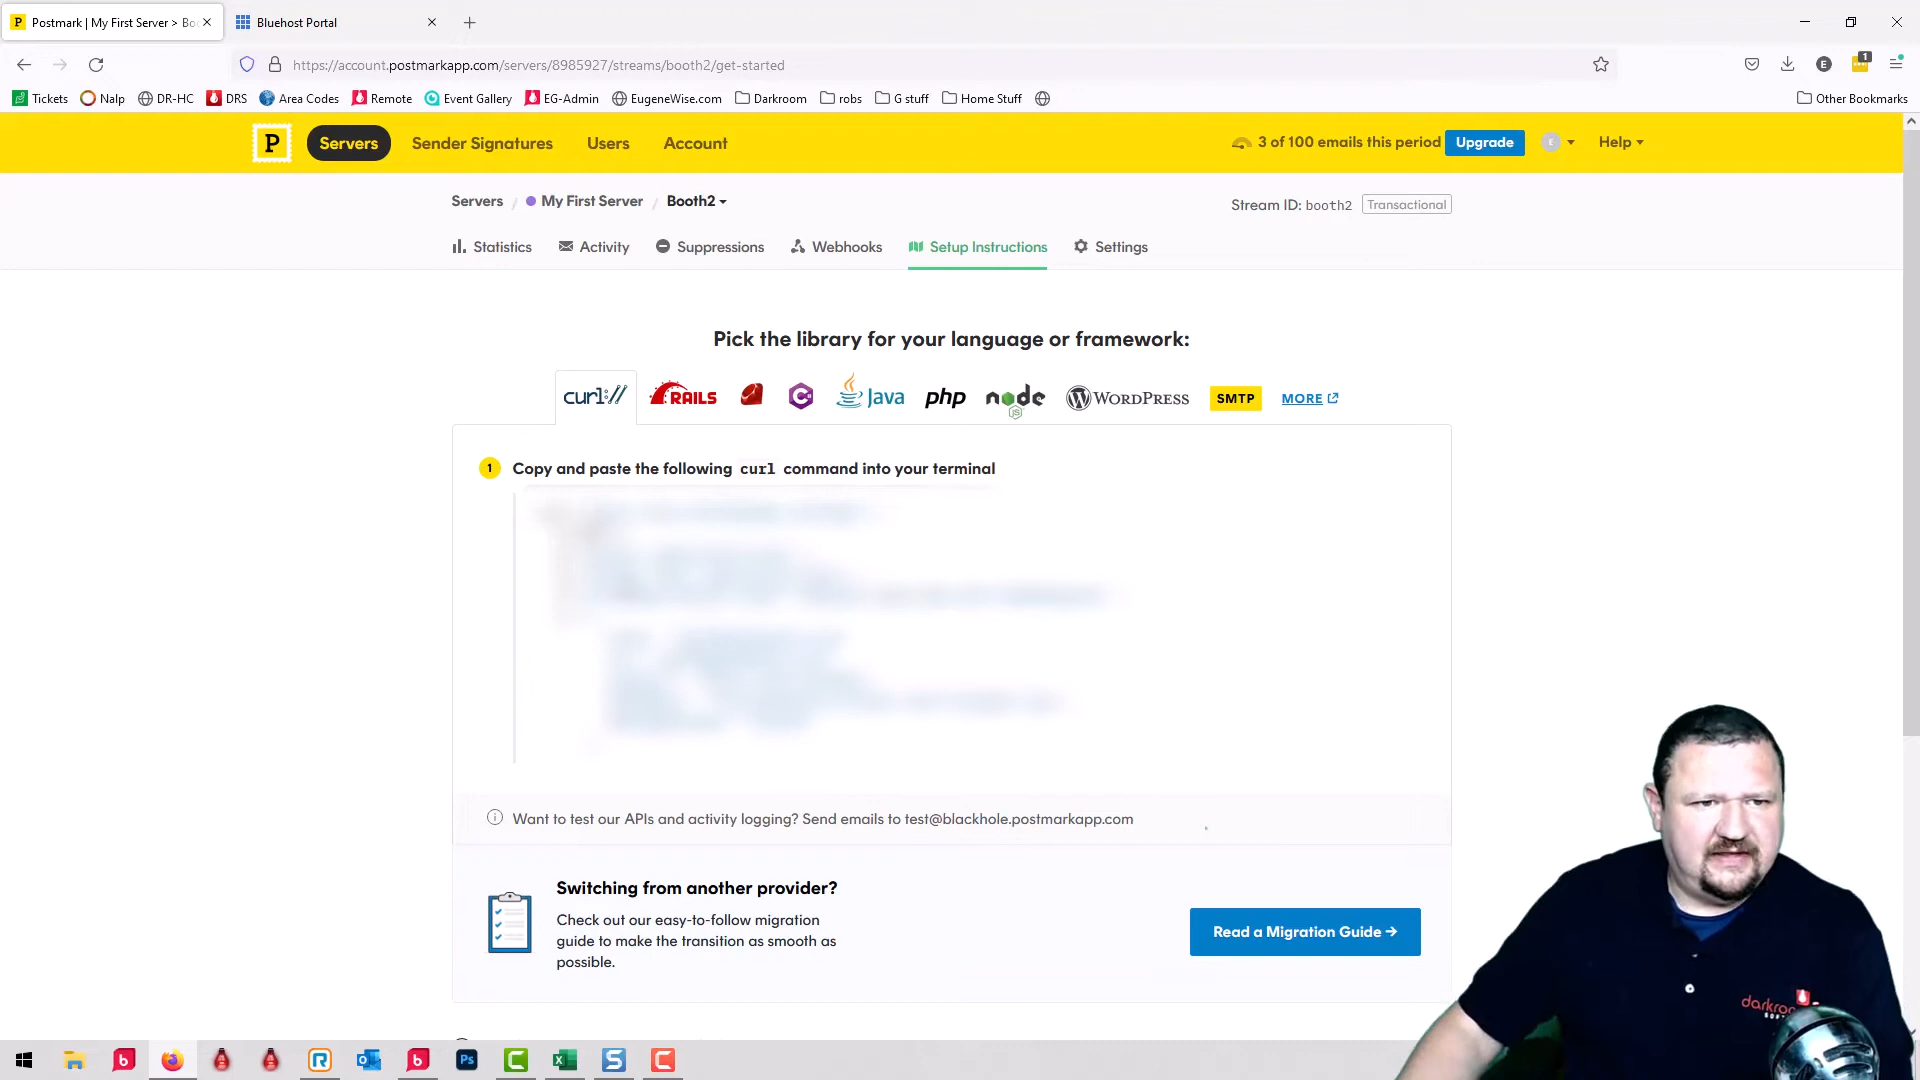 Postmark | My First Server > Boo
Bluehost Portal
https://account.postmarkapp.com/servers/8985927/streams/booth2/get-started
1
Tickets
Nalp
DR-HC
DRS
Area Codes
Remote
Event Gallery
EG-Admin
EugeneWise.com
Darkroom
robs
G stuff
Home Stuff
Other Bookmarks
P
Servers
Sender Signatures
Users
Account
3 of 100 emails this period
Upgrade
Help
Servers / My First Server / Booth2
Stream ID: booth2
Transactional
Statistics
Activity
Suppressions
Webhooks
Setup Instructions
Settings
Pick the library for your language or framework:
curl://
RAILS
Java
php
node
JS
WORDPRESS
SMTP
MORE
1
Copy and paste the following curl command into your terminal
Want to test our APIs and activity logging? Send emails to test@blackhole.postmarkapp.com
Switching from another provider?
Check out our easy-to-follow migration
guide to make the transition as smooth as
possible.
Read a Migration Guide →